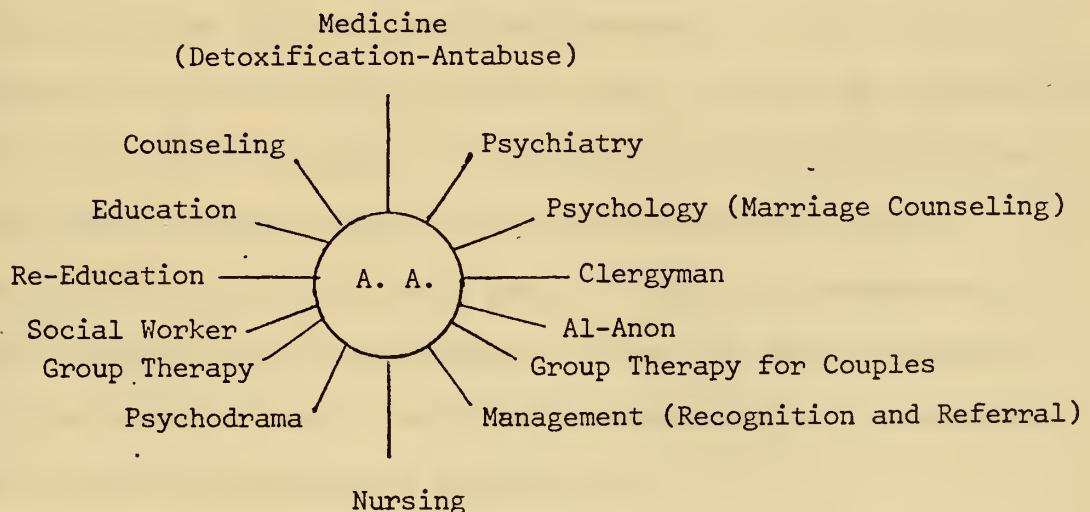 Medicine
(Detoxification-Antabuse)
Counseling
Psychiatry
Education
Psychology (Marriage Counseling)
Re-Education
A. A.
Clergyman
Social Worker
Al-Anon
Group Therapy
Group Therapy for Couples
Psychodrama
Management (Recognition and Referral)
Nursing